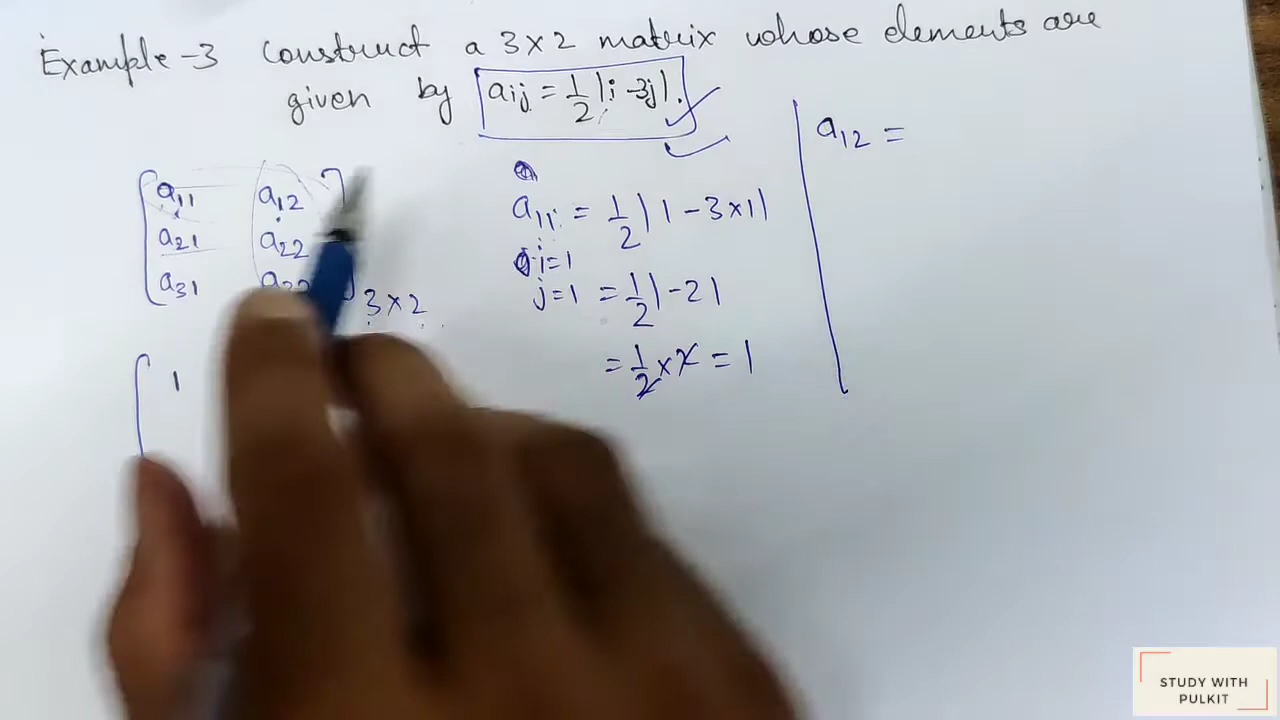 Example -3 construct a 3×2 matrix whose elements are
given by aij = 1/2 |i -3j|.
a11 a12
a21 a22
a31
3×2
1
a11 = 1/2 |1 - 3×1|
i=1
j=1 = 1/2 |-2|
= 1/2 × 2 = 1
a12 =
STUDY WITH
PULKIT